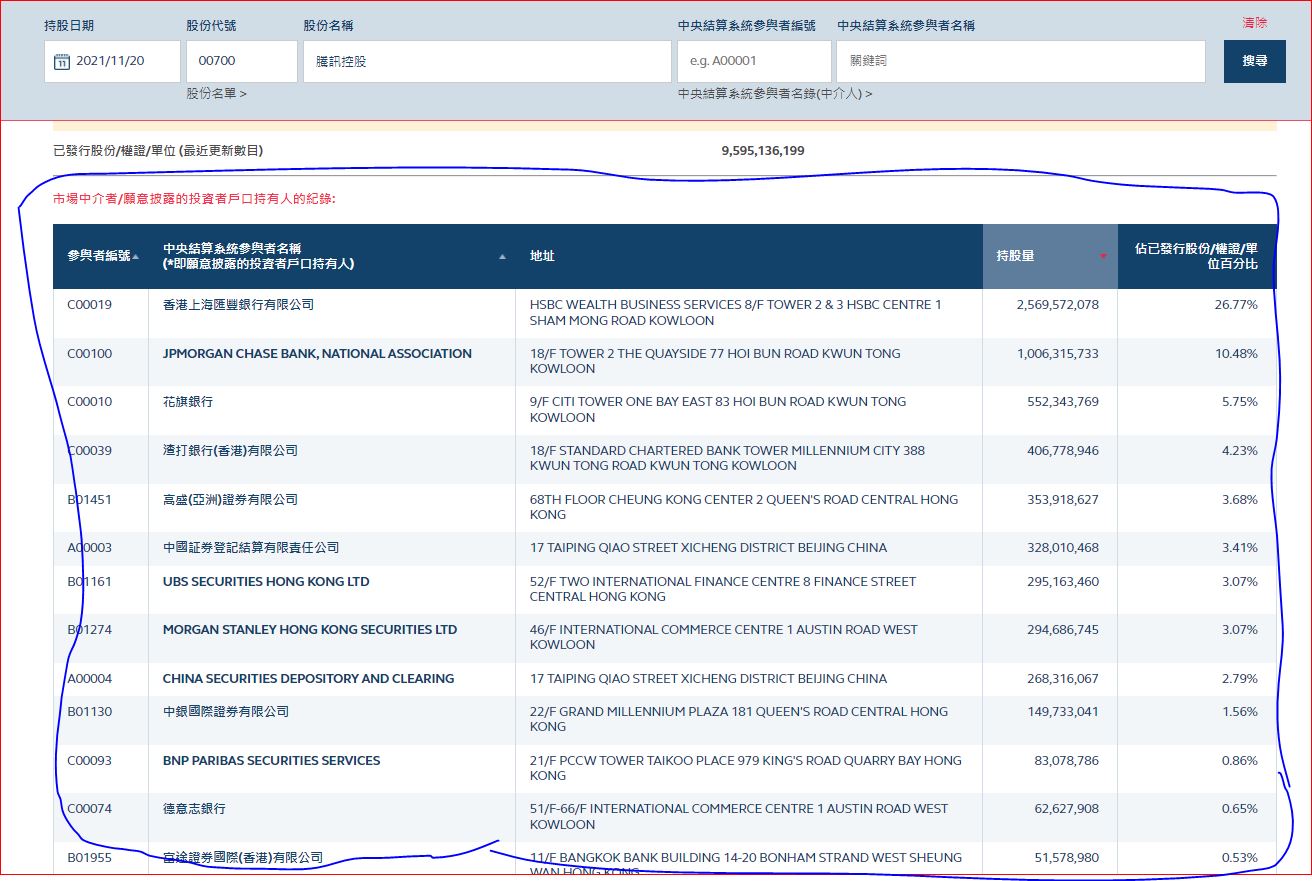 持股日期 股份代號 股份名稱 中央結算系統參與者編號 中央結算系統參與者名稱 清除
2021/11/20 00700 騰訊控股 e.g. A00001 關鍵詞 搜尋
股份名單 > 中央結算系統參與者名錄(中介人) >
已發行股份/權證/單位 (最近更新數目) 9,595,136,199
市場中介者/願意披露的投資者戶口持有人的紀錄:
參與者編號 中央結算系統參與者名稱 地址 持股量 佔已發行股份/權證/單
(*即願意披露的投資者戶口持有人) 位百分比
C00019 香港上海匯豐銀行有限公司 HSBC WEALTH BUSINESS SERVICES 8/F TOWER 2 & 3 HSBC CENTRE 1 2,569,572,078 26.77%
SHAM MONG ROAD KOWLOON
C00100 JPMORGAN CHASE BANK, NATIONAL ASSOCIATION 18/F TOWER 2 THE QUAYSIDE 77 HOI BUN ROAD KWUN TONG 1,006,315,733 10.48%
KOWLOON
C00010 花旗銀行 9/F CITI TOWER ONE BAY EAST 83 HOI BUN ROAD KWUN TONG 552,343,769 5.75%
KOWLOON
C00039 渣打銀行(香港)有限公司 18/F STANDARD CHARTERED BANK TOWER MILLENNIUM CITY 388 406,778,946 4.23%
KWUN TONG ROAD KWUN TONG KOWLOON
B01451 高盛(亞洲)證券有限公司 68TH FLOOR CHEUNG KONG CENTER 2 QUEEN'S ROAD CENTRAL HONG 353,918,627 3.68%
KONG
A00003 中國証券登記結算有限責任公司 17 TAIPING QIAO STREET XICHENG DISTRICT BEIJING CHINA 328,010,468 3.41%
B01161 UBS SECURITIES HONG KONG LTD 52/F TWO INTERNATIONAL FINANCE CENTRE 8 FINANCE STREET 295,163,460 3.07%
CENTRAL HONG KONG
B01274 MORGAN STANLEY HONG KONG SECURITIES LTD 46/F INTERNATIONAL COMMERCE CENTRE 1 AUSTIN ROAD WEST 294,686,745 3.07%
KOWLOON
A00004 CHINA SECURITIES DEPOSITORY AND CLEARING 17 TAIPING QIAO STREET XICHENG DISTRICT BEIJING CHINA 268,316,067 2.79%
B01130 中銀國際證券有限公司 22/F GRAND MILLENNIUM PLAZA 181 QUEEN'S ROAD CENTRAL HONG 149,733,041 1.56%
KONG
C00093 BNP PARIBAS SECURITIES SERVICES 21/F PCCW TOWER TAIKOO PLACE 979 KING'S ROAD QUARRY BAY HONG 83,078,786 0.86%
KONG
C00074 德意志銀行 51/F-66/F INTERNATIONAL COMMERCE CENTRE 1 AUSTIN ROAD WEST 62,627,908 0.65%
KOWLOON
B01955 富途證券國際(香港)有限公司 11/F BANGKOK BANK BUILDING 14-20 BONHAM STRAND WEST SHEUNG 51,578,980 0.53%
WAN HONG KONG